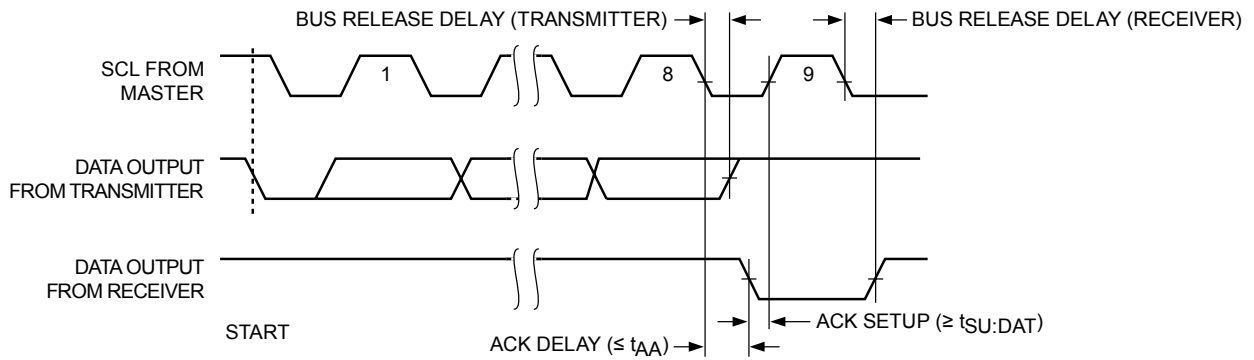 BUS RELEASE DELAY (TRANSMITTER)
BUS RELEASE DELAY (RECEIVER)
SCL FROM
MASTER
1
8
9
DATA OUTPUT
FROM TRANSMITTER
DATA OUTPUT
FROM RECEIVER
START
ACK SETUP (≥ tSU:DAT)
ACK DELAY (≤ tAA)